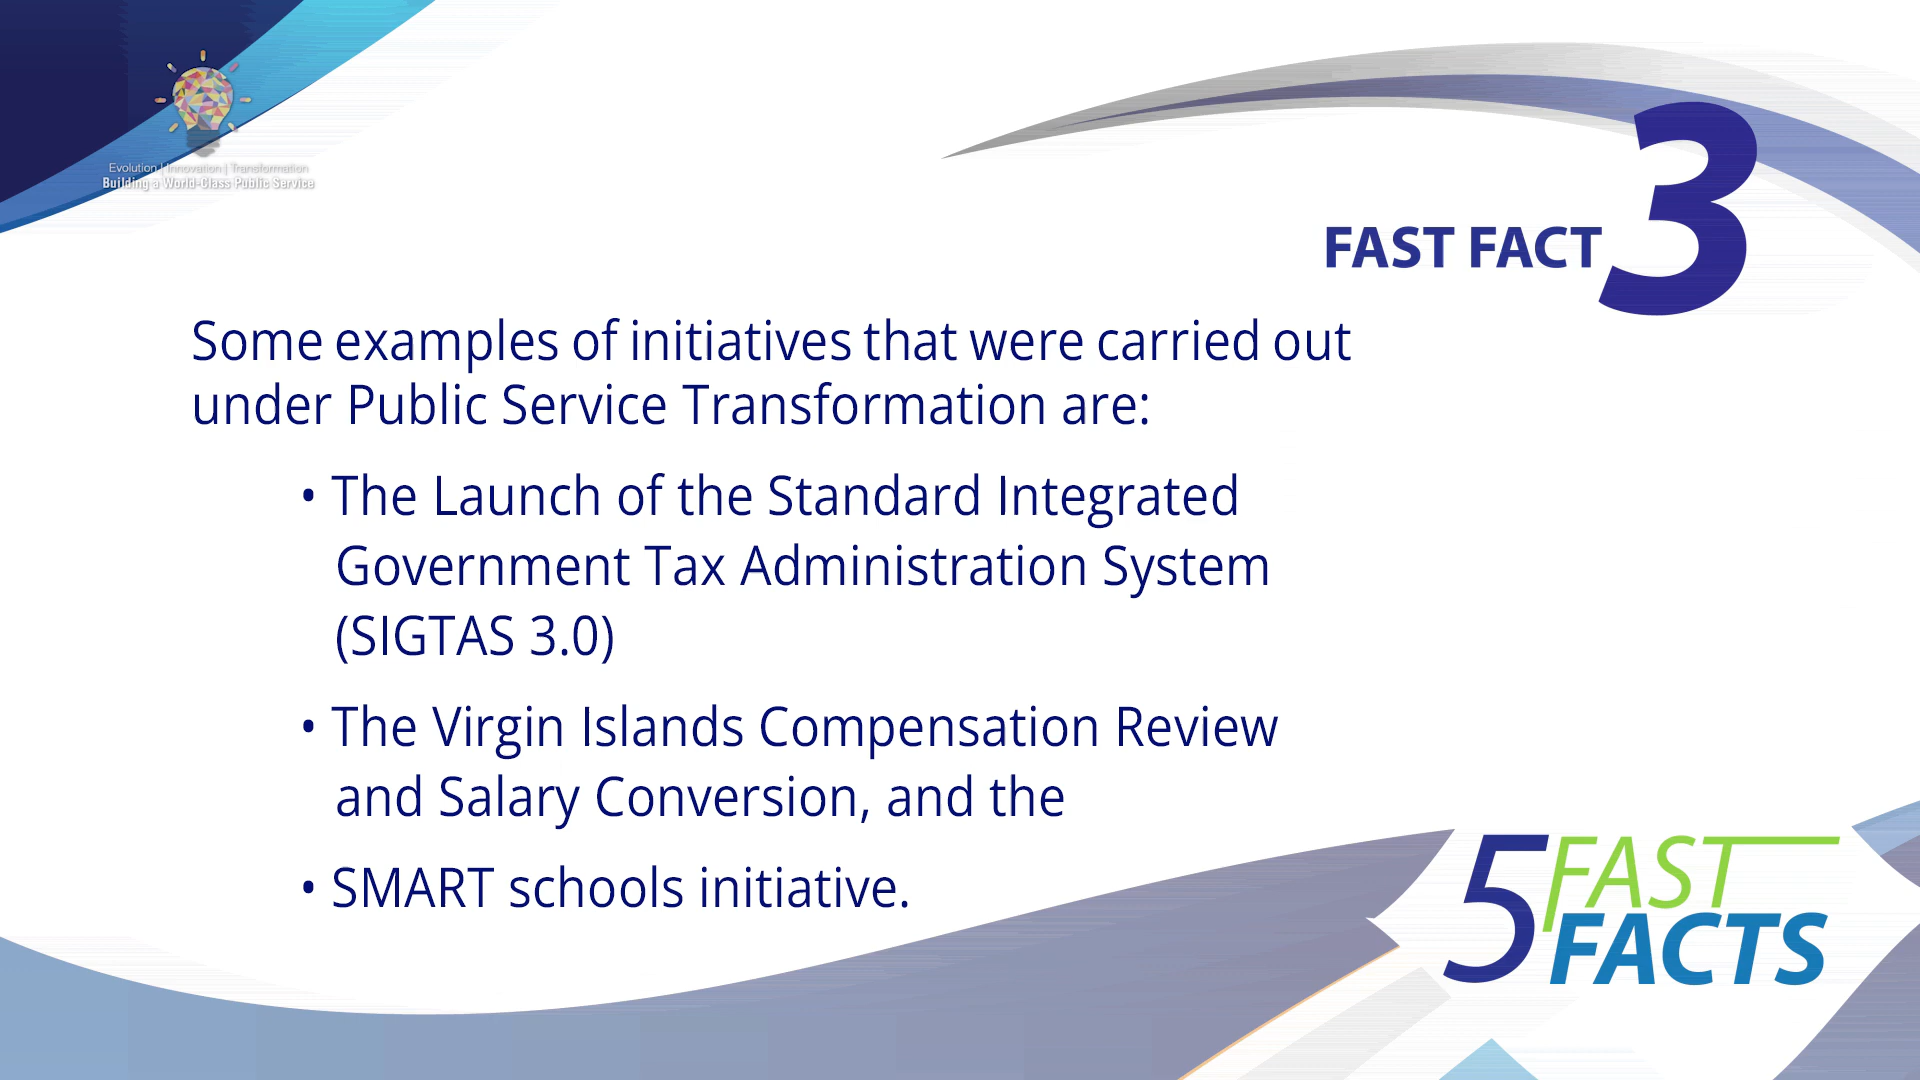 Evolution | Innovation | Transformation
Building a World-Class Public Service
FAST FACT 3
Some examples of initiatives that were carried out
under Public Service Transformation are:
• The Launch of the Standard Integrated
Government Tax Administration System
(SIGTAS 3.0)
• The Virgin Islands Compensation Review
and Salary Conversion, and the
• SMART schools initiative.
5 FAST
FACTS